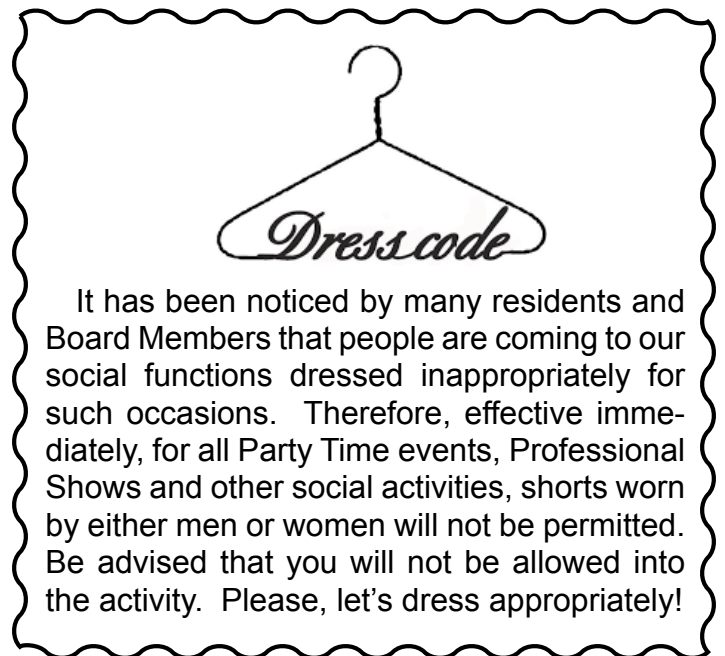 Dress code
It has been noticed by many residents and
Board Members that people are coming to our
social functions dressed inappropriately for
such occasions.  Therefore, effective imme-
diately, for all Party Time events, Professional
Shows and other social activities, shorts worn
by either men or women will not be permitted.
Be advised that you will not be allowed into
the activity.  Please, let’s dress appropriately!